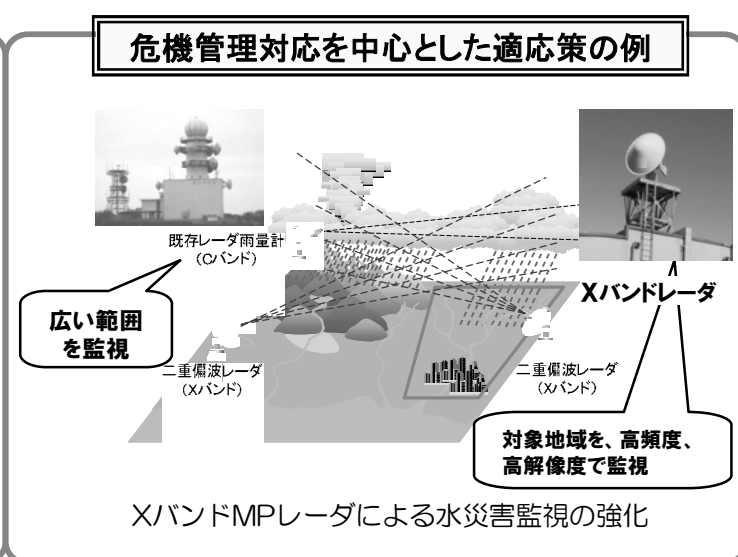 危機管理対応を中心とした適応策の例
既存レーダ雨量計
(Cバンド)
広い範囲
を監視
Xバンドレーダ
二重偏波レーダ
(Xバンド)
二重偏波レーダ
(Xバンド)
対象地域を、高頻度、
高解像度で監視
XバンドMPレーダによる水災害監視の強化